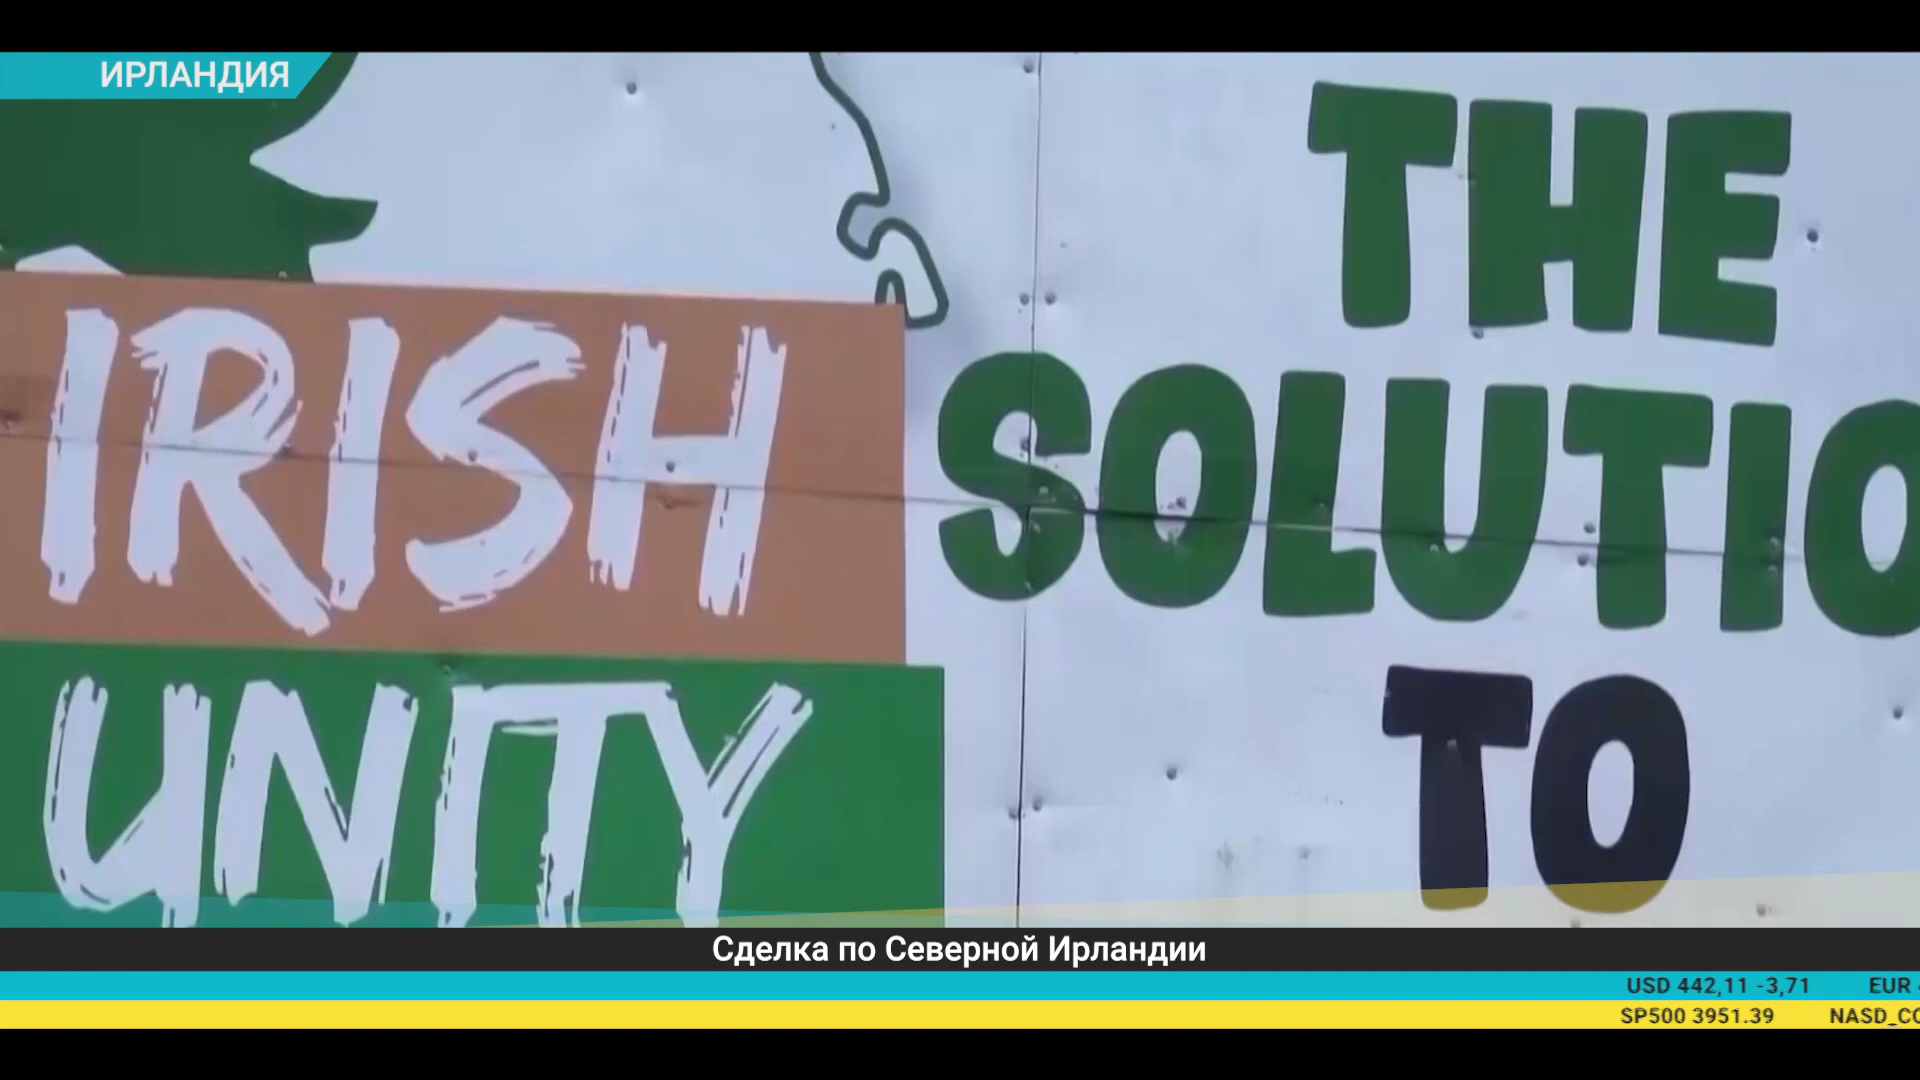 ИРЛАНДИЯ
IRISH
UNITY
THE
SOLUTIO
TO
Сделка по Северной Ирландии
USD 442,11 -3,71 EUR
SP500 3951.39 NASD_CO